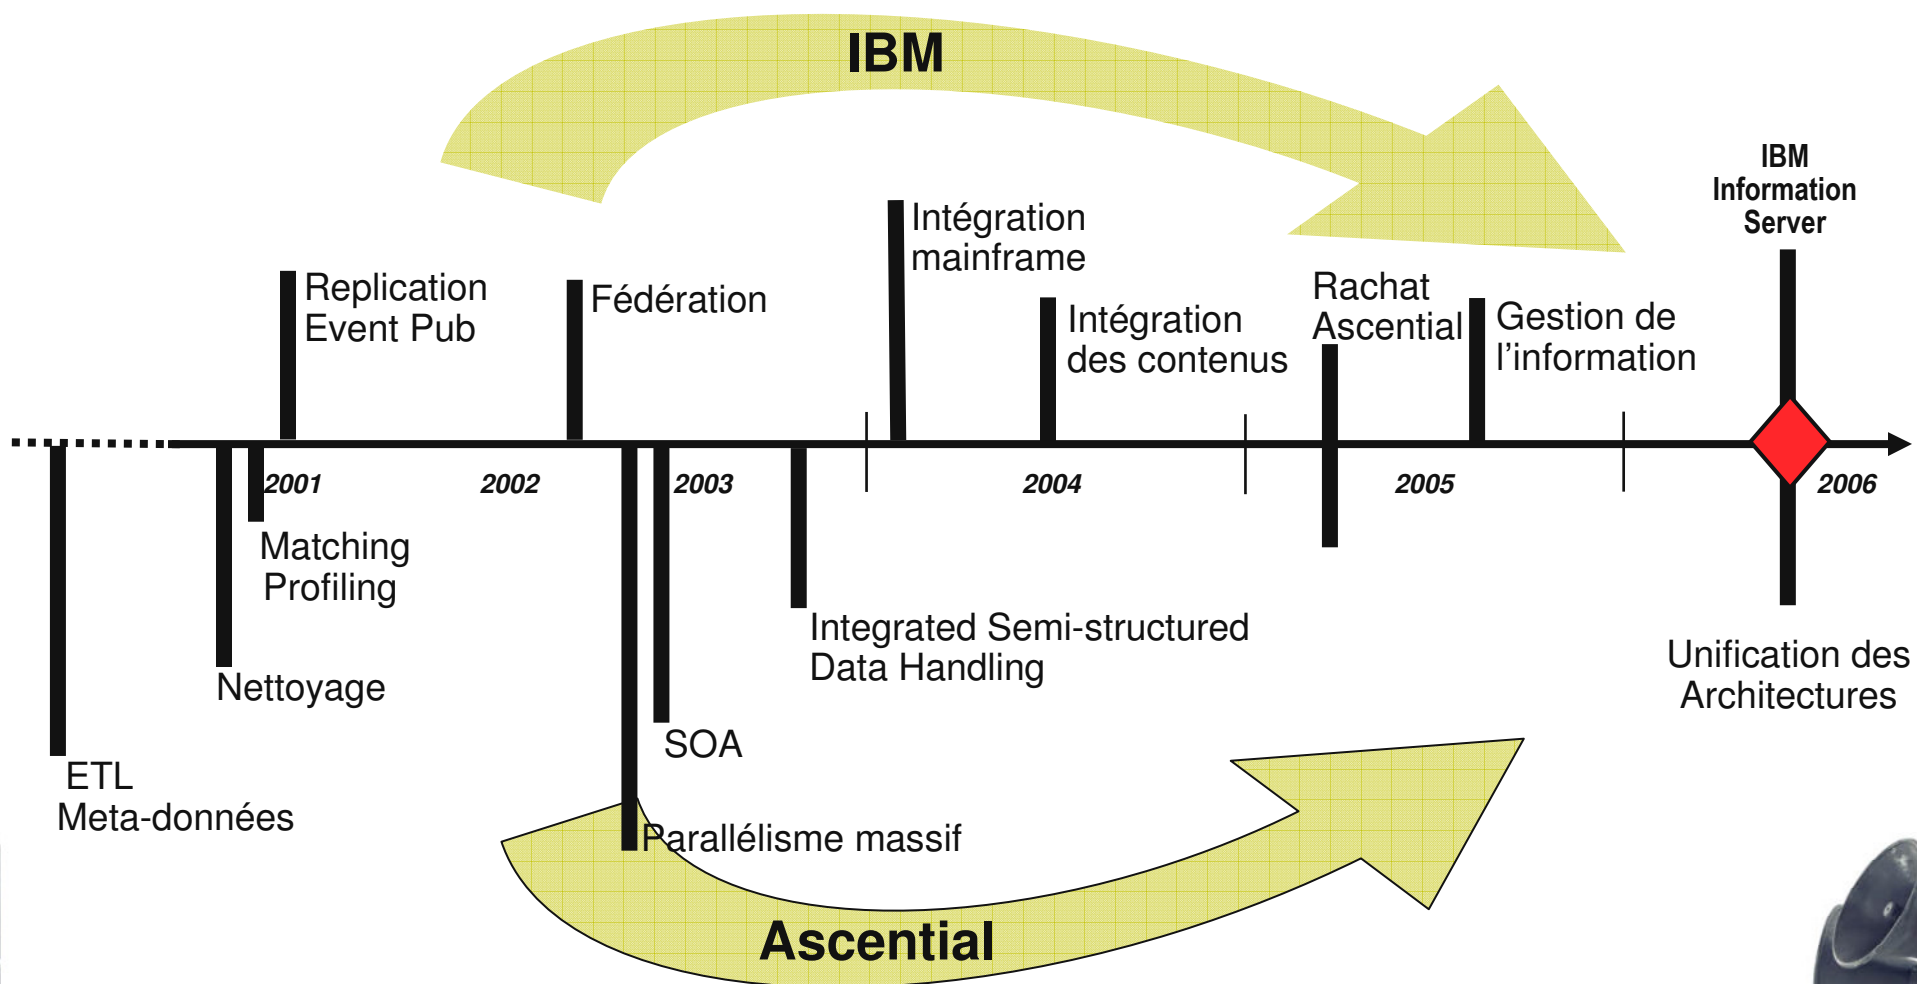 IBM
IBM
Information
Server
Intégration
mainframe
Replication
Event Pub
Fédération
Intégration
des contenus
Rachat
Ascential
Gestion de
l'information
2001
2002
2003
2004
2005
2006
Matching
Profiling
Nettoyage
ETL
Meta-données
SOA
Parallélisme massif
Integrated Semi-structured
Data Handling
Unification des
Architectures
Ascential